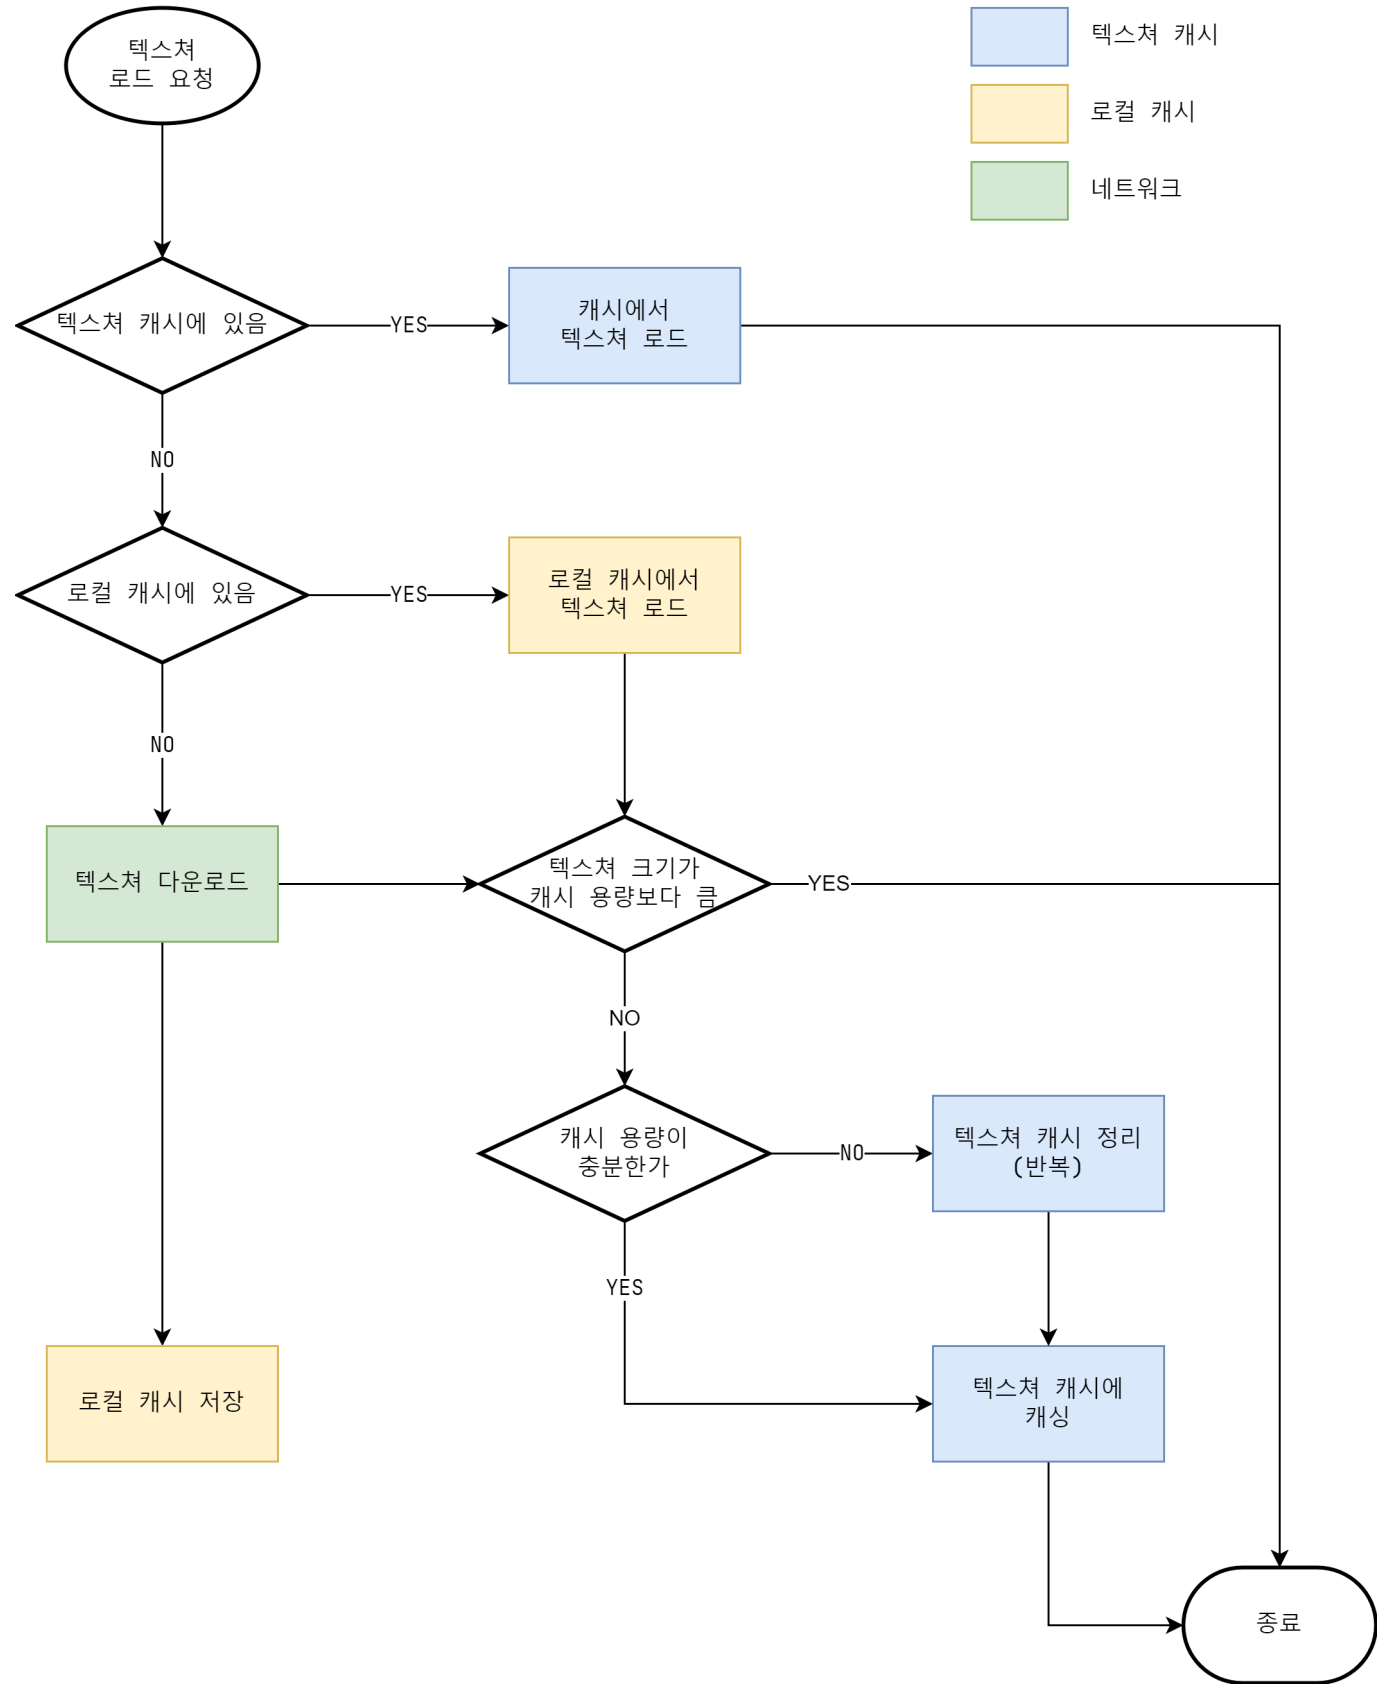 텍스쳐
로드 요청
텍스쳐 캐시
로컬 캐시
네트워크
텍스쳐 캐시에 있음
YES
캐시에서
텍스쳐 로드
NO
로컬 캐시에 있음
YES
로컬 캐시에서
텍스쳐 로드
NO
텍스쳐 다운로드
텍스쳐 크기가
캐시 용량보다 큼
YES
NO
캐시 용량이
충분한가
NO
텍스쳐 캐시 정리
(반복)
YES
로컬 캐시 저장
텍스쳐 캐시에
캐싱
종료